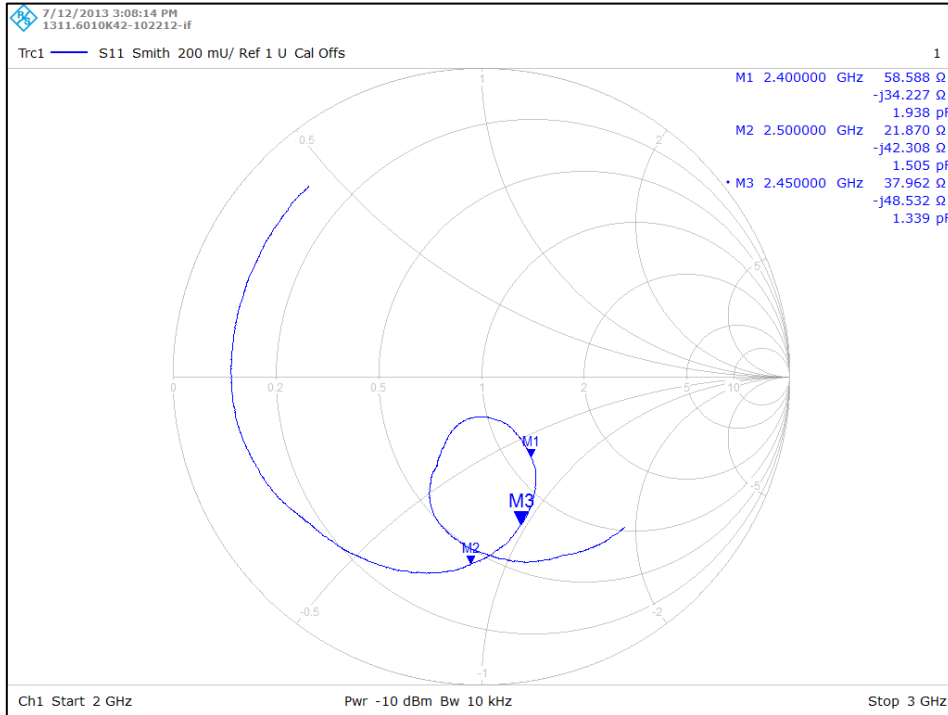 7/12/2013 3:08:14 PM
1311.6010K42-102212-if
Trc1 S11 Smith 200 mU/ Ref 1 U Cal Offs 1
M1 2.400000 GHz 58.588 Ω
-j34.227 Ω
1.938 pF
M2 2.500000 GHz 21.870 Ω
-j42.308 Ω
1.505 pF
• M3 2.450000 GHz 37.962 Ω
-j48.532 Ω
1.339 pF
1
0.5
2
5
0 0.2 0.5 1 2 5 10
M1
M3
M2
-5
-0.5
-2
-1
Ch1 Start 2 GHz Pwr -10 dBm Bw 10 kHz Stop 3 GHz